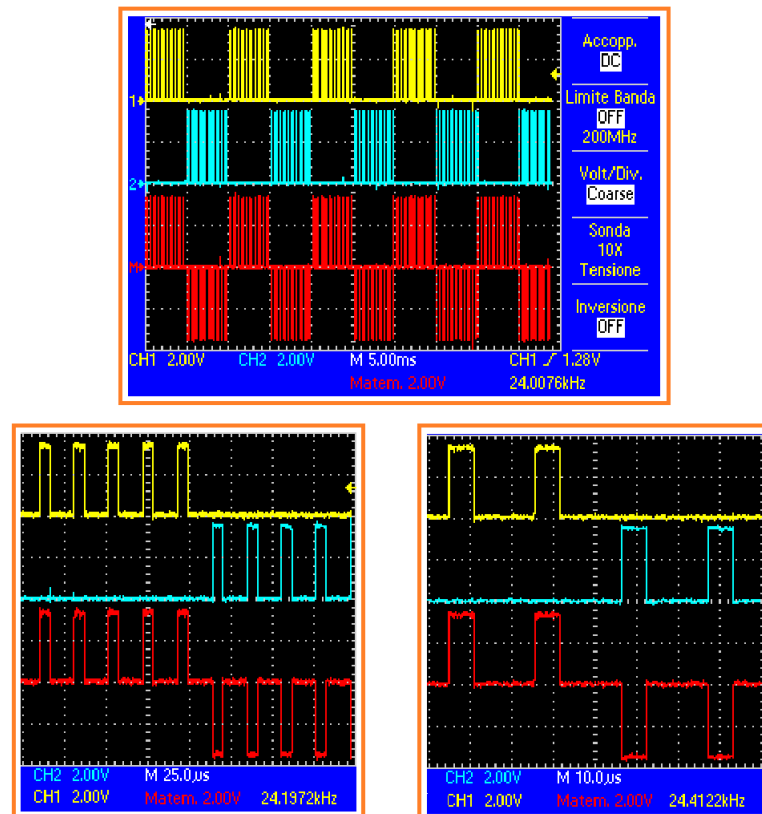 Accopp.
DC
Limite Banda
OFF
200MHz
Volt/Div.
Coarse
Sonda
10X
Tensione
Inversione
OFF
1
2
M
CH1 2.00V CH2 2.00V M 5.00ms CH1 1.28V
Matem. 2.00V 24.0076kHz
CH2 2.00V M 25.0µs
CH1 2.00V Matem. 2.00V 24.1972kHz
CH2 2.00V M 10.0µs
CH1 2.00V Matem. 2.00V 24.4122kHz